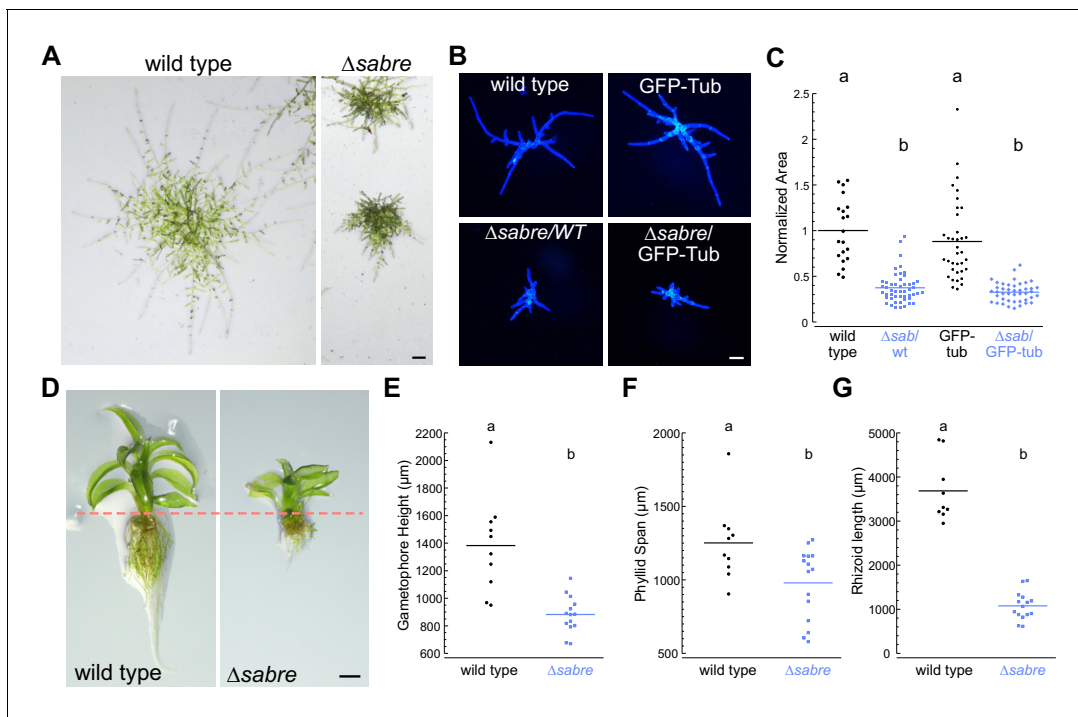 A
wild type
Δsabre
B
wild type
GFP-Tub
Δsabre/WT
Δsabre/
GFP-Tub
C
a
a
b
b
Normalized Area
2.5
2
1.5
1
0.5
0
wild
type
Δsab/
wt
GFP-
tub
Δsab/
GFP-tub
D
wild type
Δsabre
E
a
b
Gametophore Height (µm)
2200
2000
1800
1600
1400
1200
1000
800
600
wild type
Δsabre
F
a
b
Phyllid Span (µm)
2000
1500
1000
500
wild type
Δsabre
G
a
b
Rhizoid length (µm)
5000
4000
3000
2000
1000
0
wild type
Δsabre